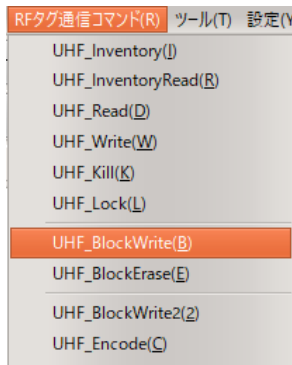 RFタグ通信コマンド(R) ツール(T) 設定(Y
UHF_Inventory(I)
UHF_InventoryRead(R)
UHF_Read(D)
UHF_Write(W)
UHF_Kill(K)
UHF_Lock(L)
UHF_BlockWrite(B)
UHF_BlockErase(E)
UHF_BlockWrite2(2)
UHF_Encode(C)